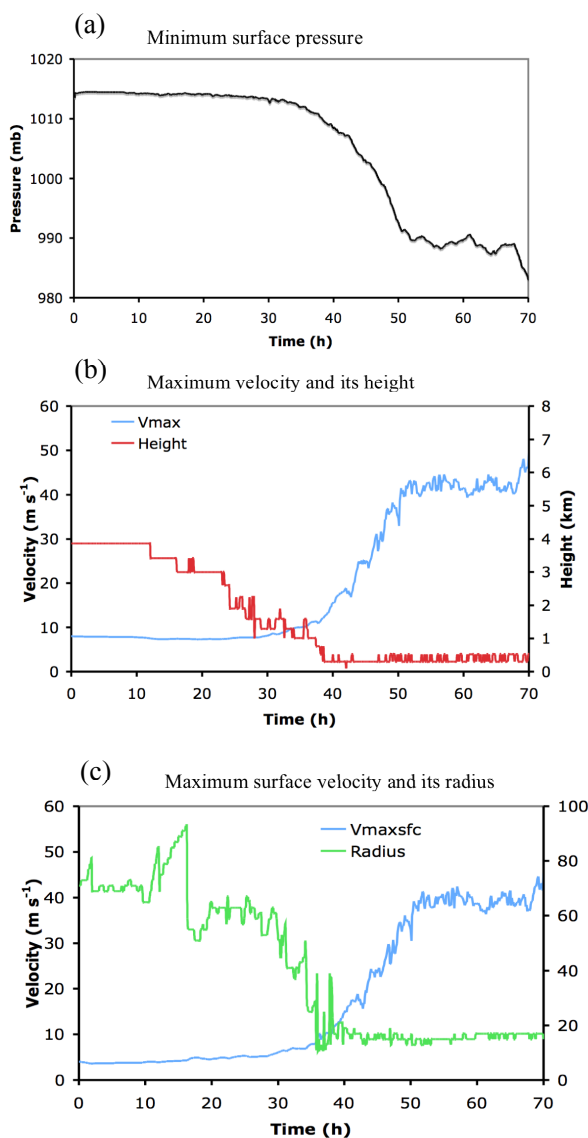 (a) Minimum surface pressure
1020
1010
1000
990
980
Pressure (mb)
0 10 20 30 40 50 60 70
Time (h)
(b) Maximum velocity and its height
60
50
40
30
20
10
0
Velocity (m s⁻¹)
Vmax
Height
8
7
6
5
4
3
2
1
0
Height (km)
0 10 20 30 40 50 60 70
Time (h)
(c) Maximum surface velocity and its radius
60
50
40
30
20
10
0
Velocity (m s⁻¹)
Vmaxsfc
Radius
100
80
60
40
20
0
0 10 20 30 40 50 60 70
Time (h)